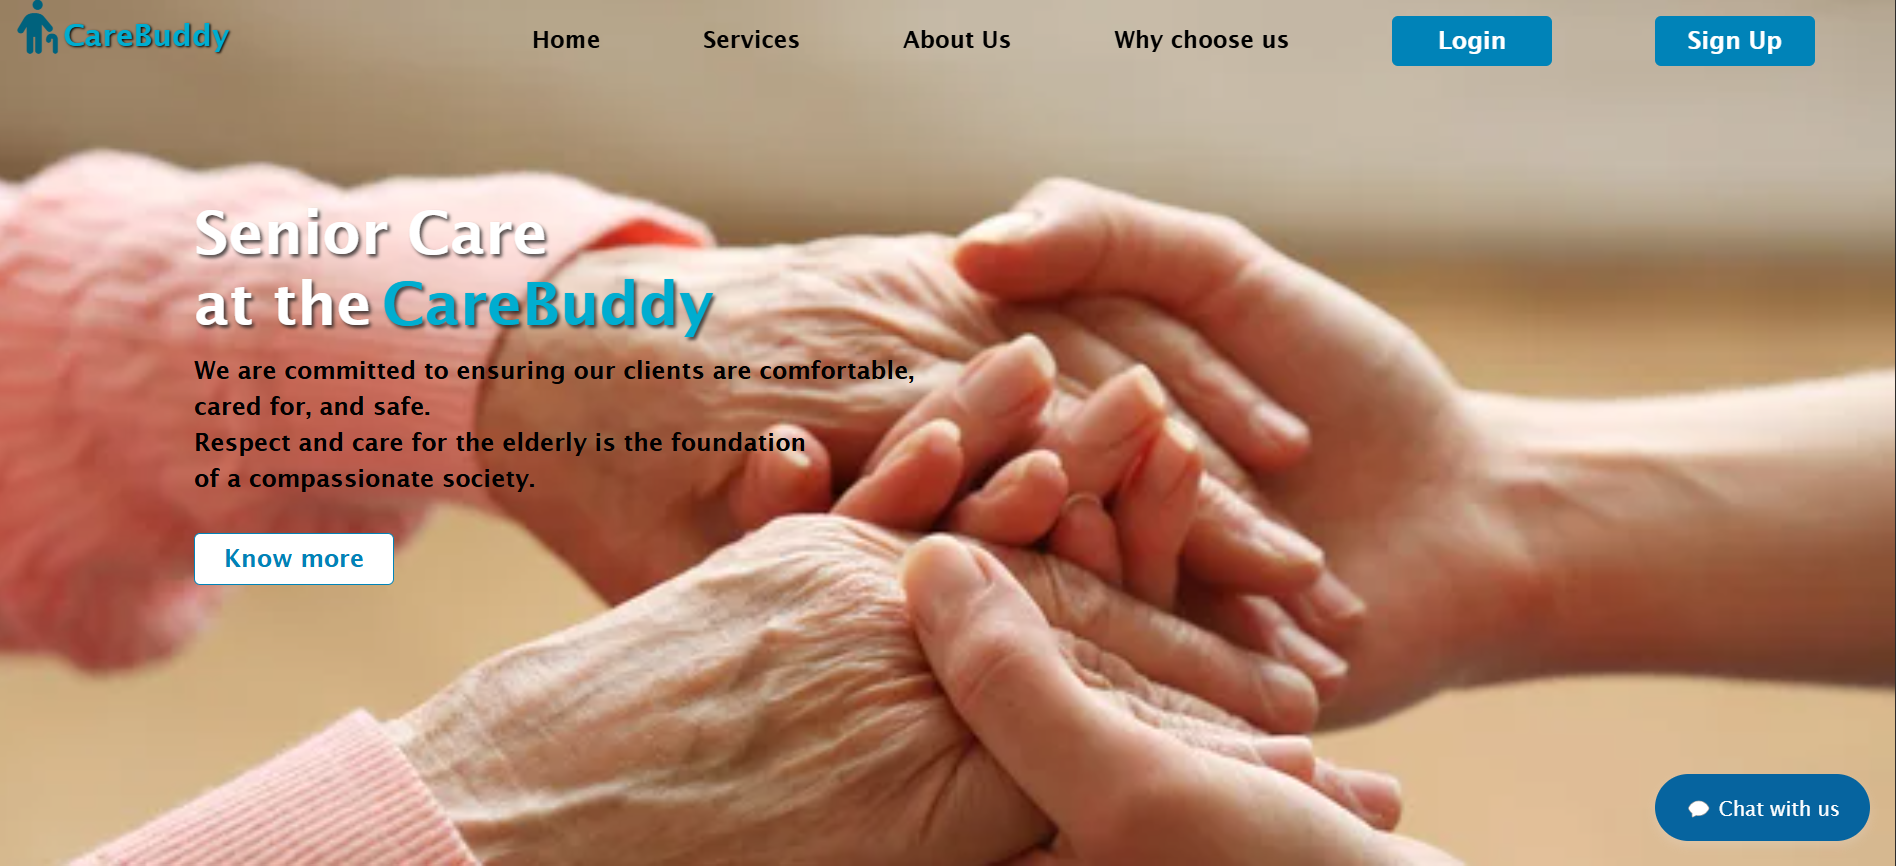 CareBuddy
Home
Services
About Us
Why choose us
Login
Sign Up
Senior Care
at the CareBuddy
We are committed to ensuring our clients are comfortable,
cared for, and safe.
Respect and care for the elderly is the foundation
of a compassionate society.
Know more
Chat with us